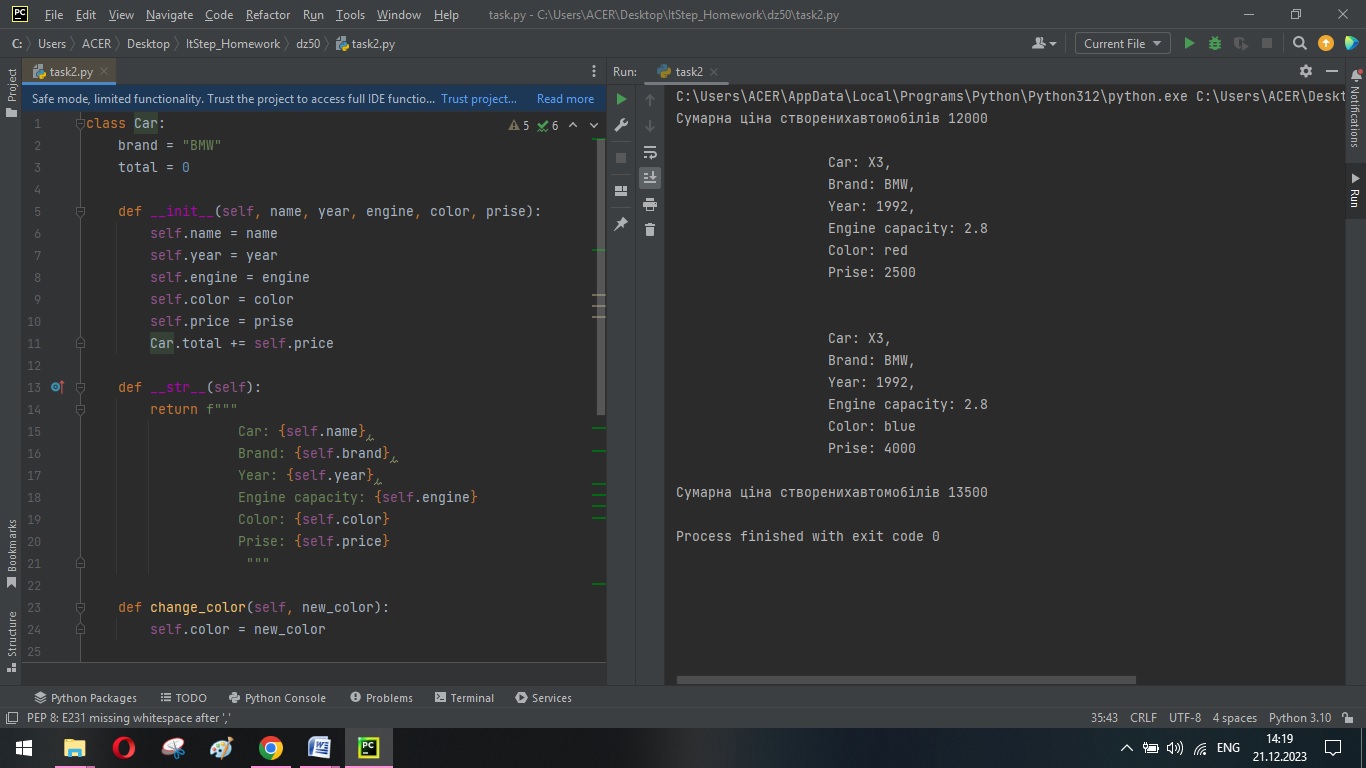 PC File Edit View Navigate Code Refactor Run Tools Window Help task.py - C:\Users\ACER\Desktop\ItStep_Homework\dz50\task2.py
C: Users ACER Desktop ItStep_Homework dz50 task2.py Current File
Project
Bookmarks
Structure
task2.py
Safe mode, limited functionality. Trust the project to access full IDE functio... Trust project... Read more
5 6
1 class Car:
2 brand = "BMW"
3 total = 0
4
5 def __init__(self, name, year, engine, color, prise):
6 self.name = name
7 self.year = year
8 self.engine = engine
9 self.color = color
10 self.price = prise
11 Car.total += self.price
12
13 def __str__(self):
14 return f"""
15 Car: {self.name},
16 Brand: {self.brand},
17 Year: {self.year},
18 Engine capacity: {self.engine}
19 Color: {self.color}
20 Prise: {self.price}
21 """
22
23 def change_color(self, new_color):
24 self.color = new_color
25
Run: task2
C:\Users\ACER\AppData\Local\Programs\Python\Python312\python.exe C:\Users\ACER\Deskt
Сумарна ціна створенихавтомобілів 12000
Car: X3,
Brand: BMW,
Year: 1992,
Engine capacity: 2.8
Color: red
Prise: 2500
Car: X3,
Brand: BMW,
Year: 1992,
Engine capacity: 2.8
Color: blue
Prise: 4000
Сумарна ціна створенихавтомобілів 13500
Process finished with exit code 0
Notifications
Run
Python Packages TODO Python Console Problems Terminal Services
PEP 8: E231 missing whitespace after ',' 35:43 CRLF UTF-8 4 spaces Python 3.10
W PC ENG
14:19
21.12.2023